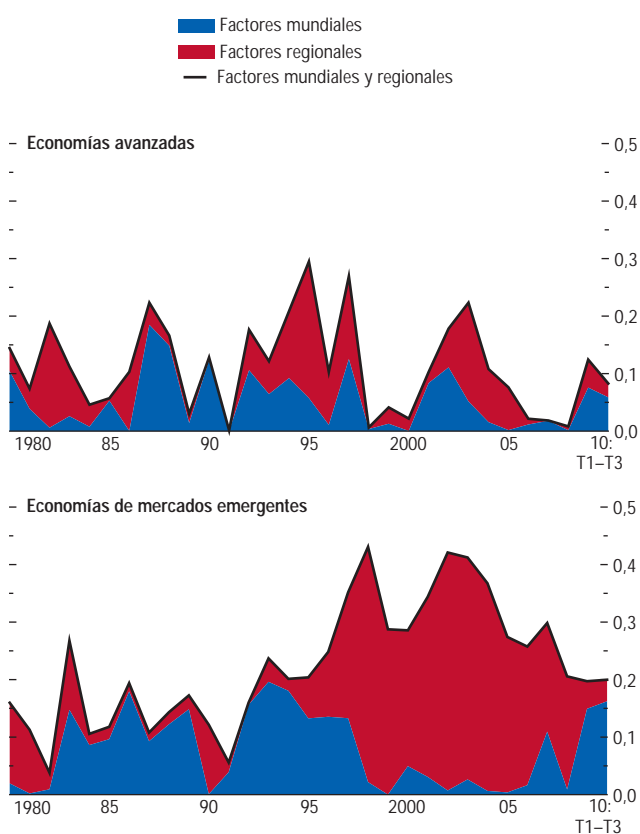 Factores mundiales
Factores regionales
Factores mundiales y regionales
Economías avanzadas
0,5
0,4
0,3
0,2
0,1
0,0
1980 85 90 95 2000 05 10:
T1–T3
Economías de mercados emergentes
0,5
0,4
0,3
0,2
0,1
0,0
1980 85 90 95 2000 05 10:
T1–T3